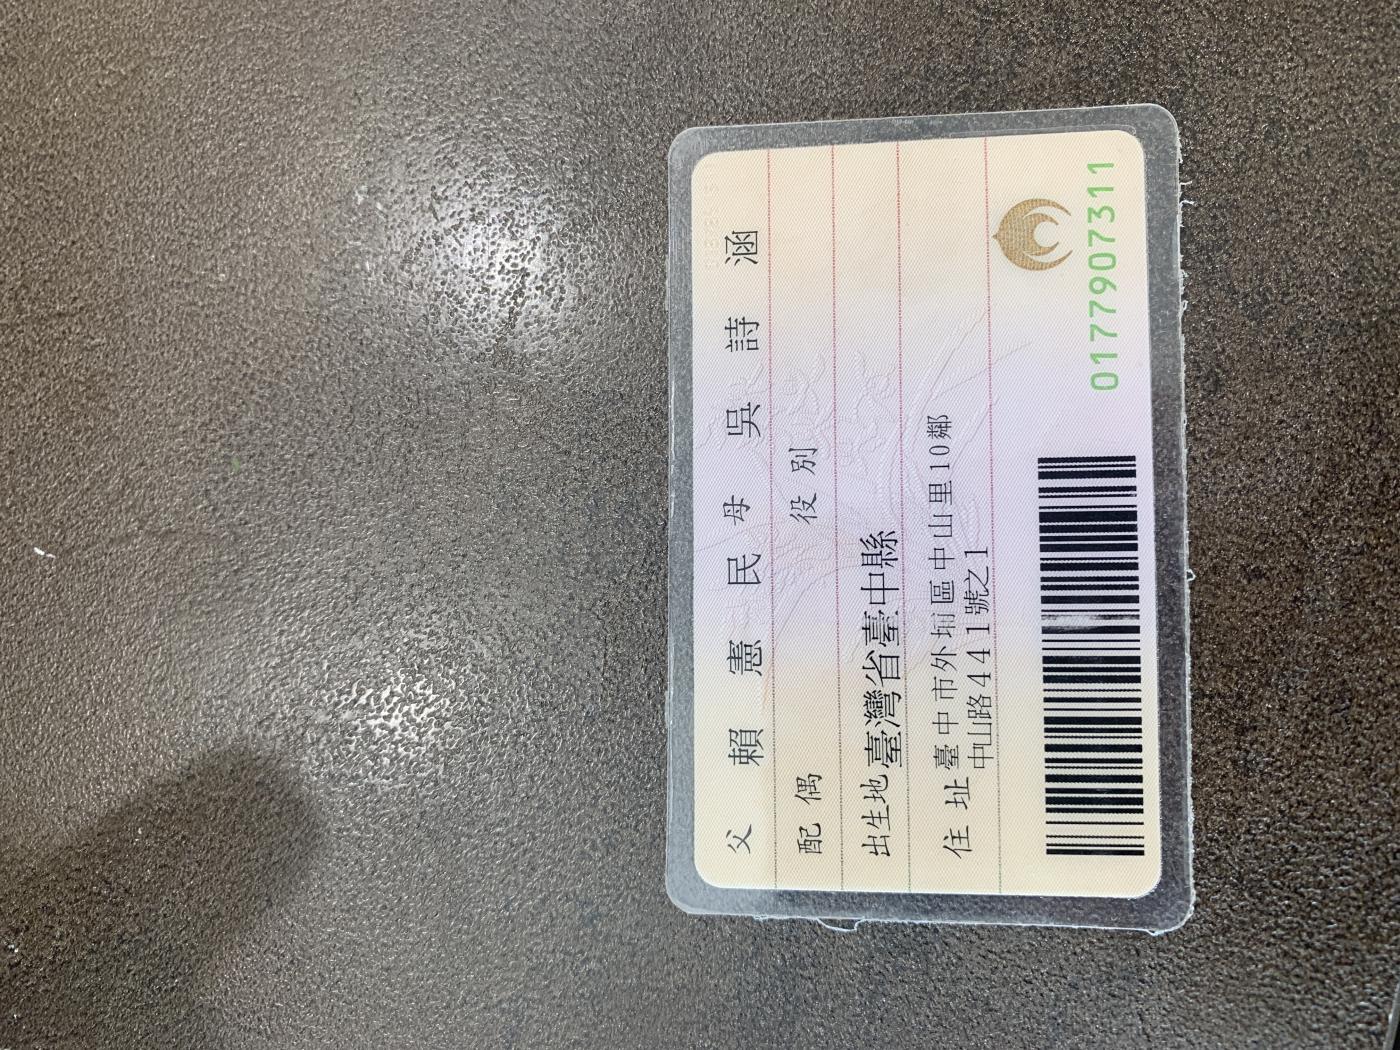 父 賴 憲 民 母 吳 詩 涵
配 偶 役 別
出生地 臺灣省臺中縣
住 址 臺中市外埔區中山里10鄰
中山路441號之1
0177907311